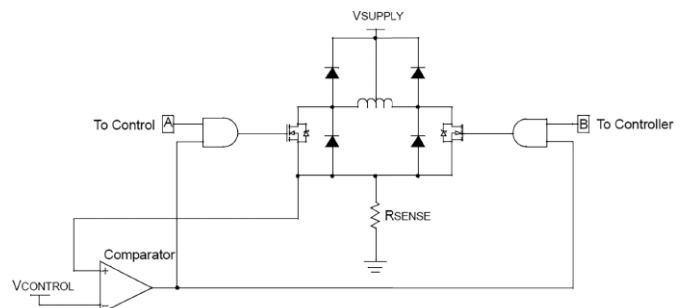 VSUPPLY
To Control A
B To Controller
RSENSE
Comparator
+
VCONTROL
−